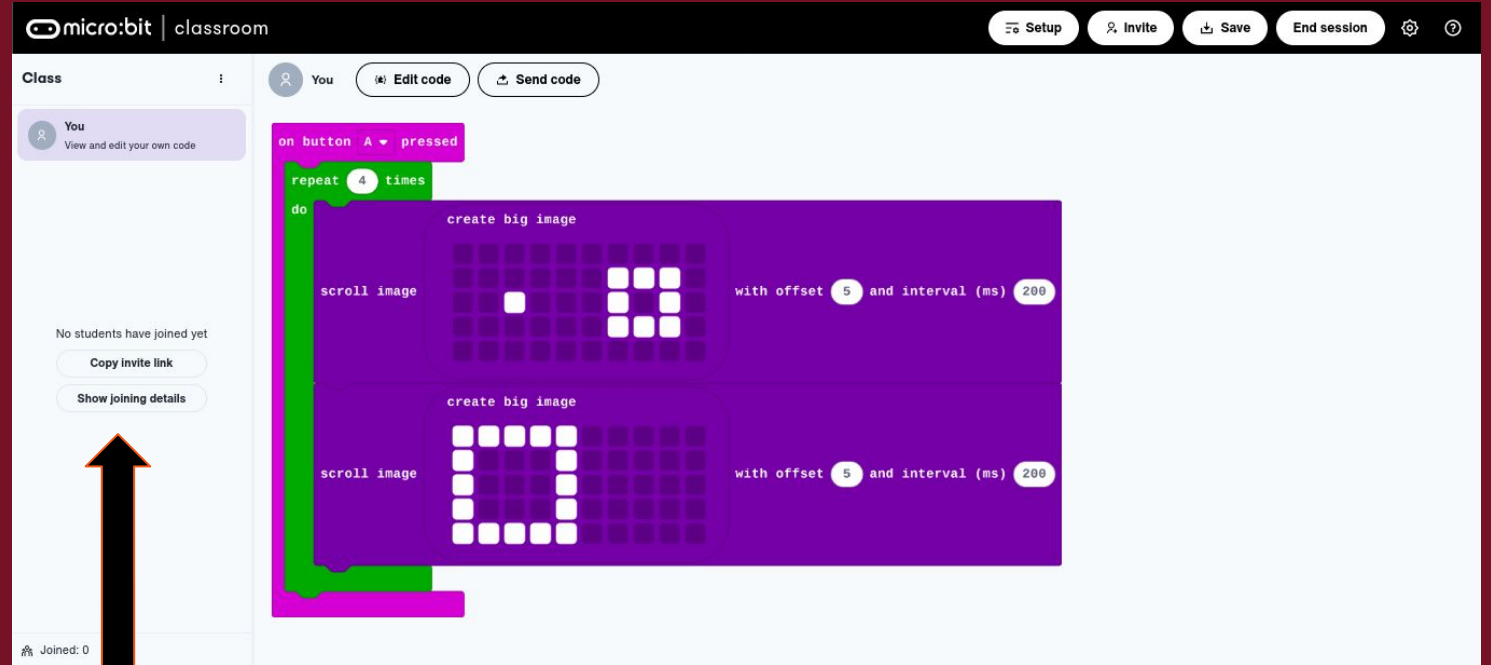 micro:bit | classroom
Setup
Invite
Save
End session
Class
You
Edit code
Send code
You
View and edit your own code
No students have joined yet
Copy invite link
Show joining details
Joined: 0
on button A pressed
repeat 4 times
do
create big image
scroll image with offset 5 and interval (ms) 200
create big image
scroll image with offset 5 and interval (ms) 200